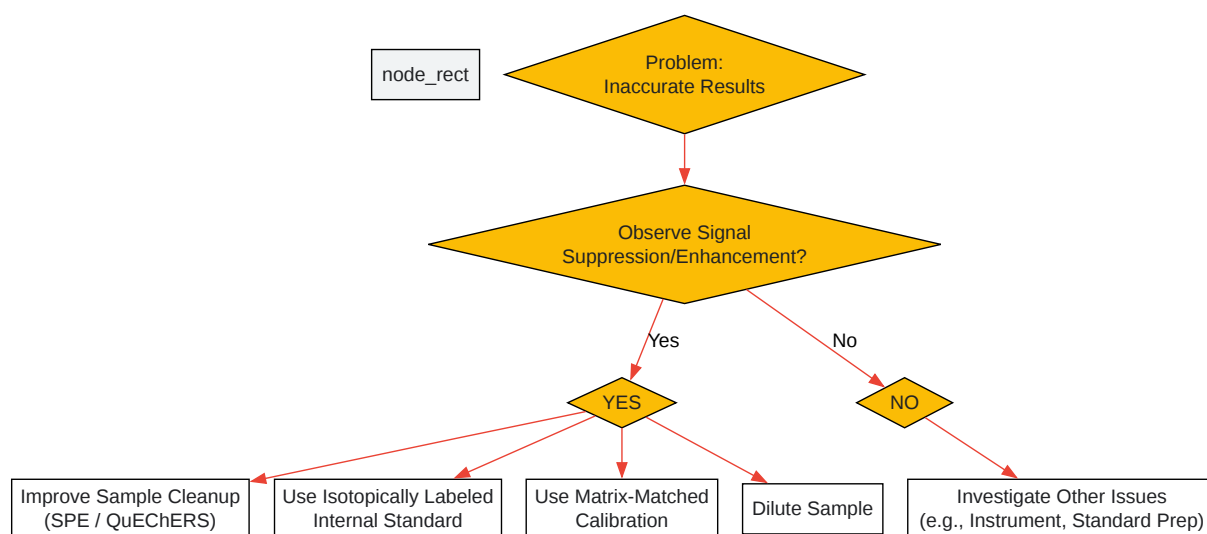 Problem:
Inaccurate Results
node_rect
Observe Signal
Suppression/Enhancement?
Yes
No
YES
NO
Improve Sample Cleanup
(SPE / QuEChERS)
Use Isotopically Labeled
Internal Standard
Use Matrix-Matched
Calibration
Dilute Sample
Investigate Other Issues
(e.g., Instrument, Standard Prep)